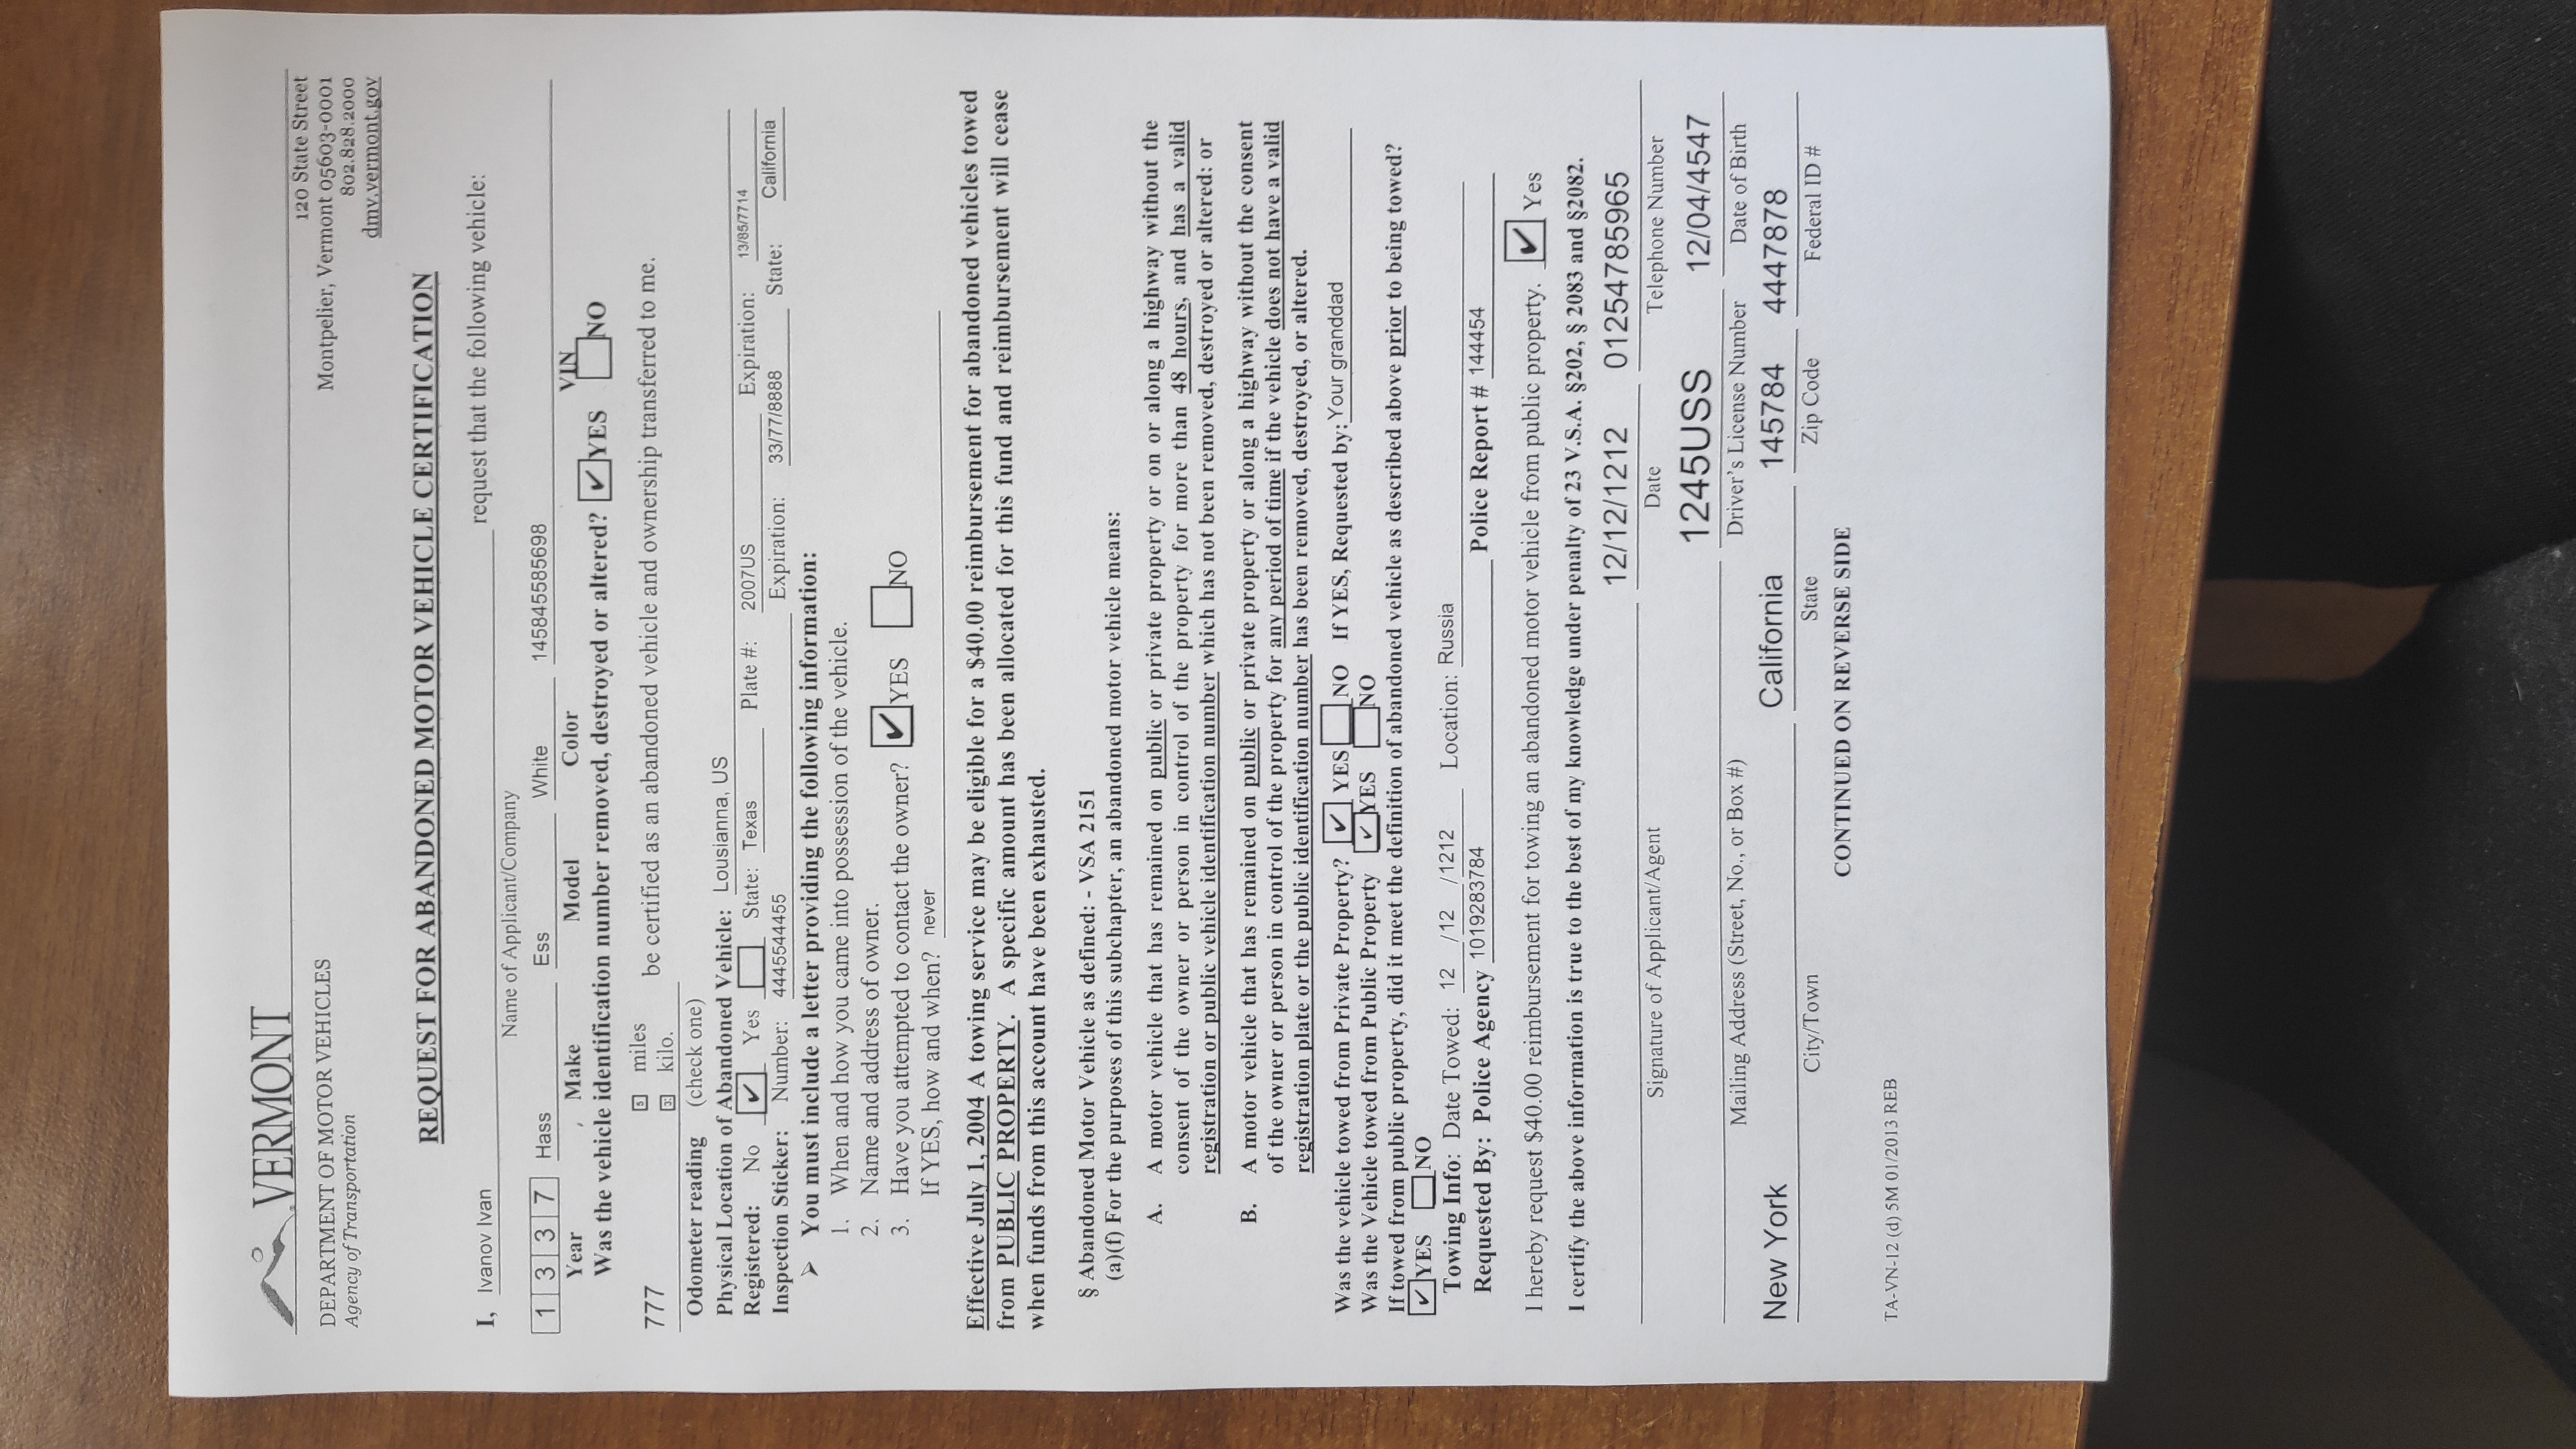 VERMONT
120 State Street
DEPARTMENT OF MOTOR VEHICLES
Montpelier, Vermont 05603-0001
Agency of Transportation
802.828.2000
dmv.vermont.gov
REQUEST FOR ABANDONED MOTOR VEHICLE CERTIFICATION
I, Ivanov Ivan request that the following vehicle:
Name of Applicant/Company
1 3 3 7 Hass Ess White 145845585698
Year Make Model Color VIN
Was the vehicle identification number removed, destroyed or altered? ✔ YES NO
777 5 miles be certified as an abandoned vehicle and ownership transferred to me.
kilo.
Odometer reading (check one)
Physical Location of Abandoned Vehicle: Lousianna, US
Registered: No ✔ Yes State: Texas Plate #: 2007US Expiration: 13/85/7714
Inspection Sticker: Number: 4445544455 Expiration: 33/77/8888 State: California
➢ You must include a letter providing the following information:
1. When and how you came into possession of the vehicle.
2. Name and address of owner.
3. Have you attempted to contact the owner? ✔ YES NO
If YES, how and when? never
Effective July 1, 2004 A towing service may be eligible for a $40.00 reimbursement for abandoned vehicles towed
from PUBLIC PROPERTY. A specific amount has been allocated for this fund and reimbursement will cease
when funds from this account have been exhausted.
§ Abandoned Motor Vehicle as defined: - VSA 2151
(a)(f) For the purposes of this subchapter, an abandoned motor vehicle means:
A. A motor vehicle that has remained on public or private property or on or along a highway without the
consent of the owner or person in control of the property for more than 48 hours, and has a valid
registration or public vehicle identification number which has not been removed, destroyed or altered: or
B. A motor vehicle that has remained on public or private property or along a highway without the consent
of the owner or person in control of the property for any period of time if the vehicle does not have a valid
registration plate or the public identification number has been removed, destroyed, or altered.
Was the vehicle towed from Private Property? ✔ YES NO If YES, Requested by: Your granddad
Was the Vehicle towed from Public Property ✔ YES NO
If towed from public property, did it meet the definition of abandoned vehicle as described above prior to being towed?
✔ YES NO
Towing Info: Date Towed: 12 /12 /1212 Location: Russia
Requested By: Police Agency 1019283784 Police Report # 144454
I hereby request $40.00 reimbursement for towing an abandoned motor vehicle from public property. ✔ Yes
I certify the above information is true to the best of my knowledge under penalty of 23 V.S.A. §202, § 2083 and §2082.
12/12/1212 01254785965
Signature of Applicant/Agent Date Telephone Number
1245USS 12/04/4547
Mailing Address (Street, No., or Box #) Driver's License Number Date of Birth
New York California 145784 4447878
City/Town State Zip Code Federal ID #
CONTINUED ON REVERSE SIDE
TA-VN-12 (d) 5M 01/2013 REB